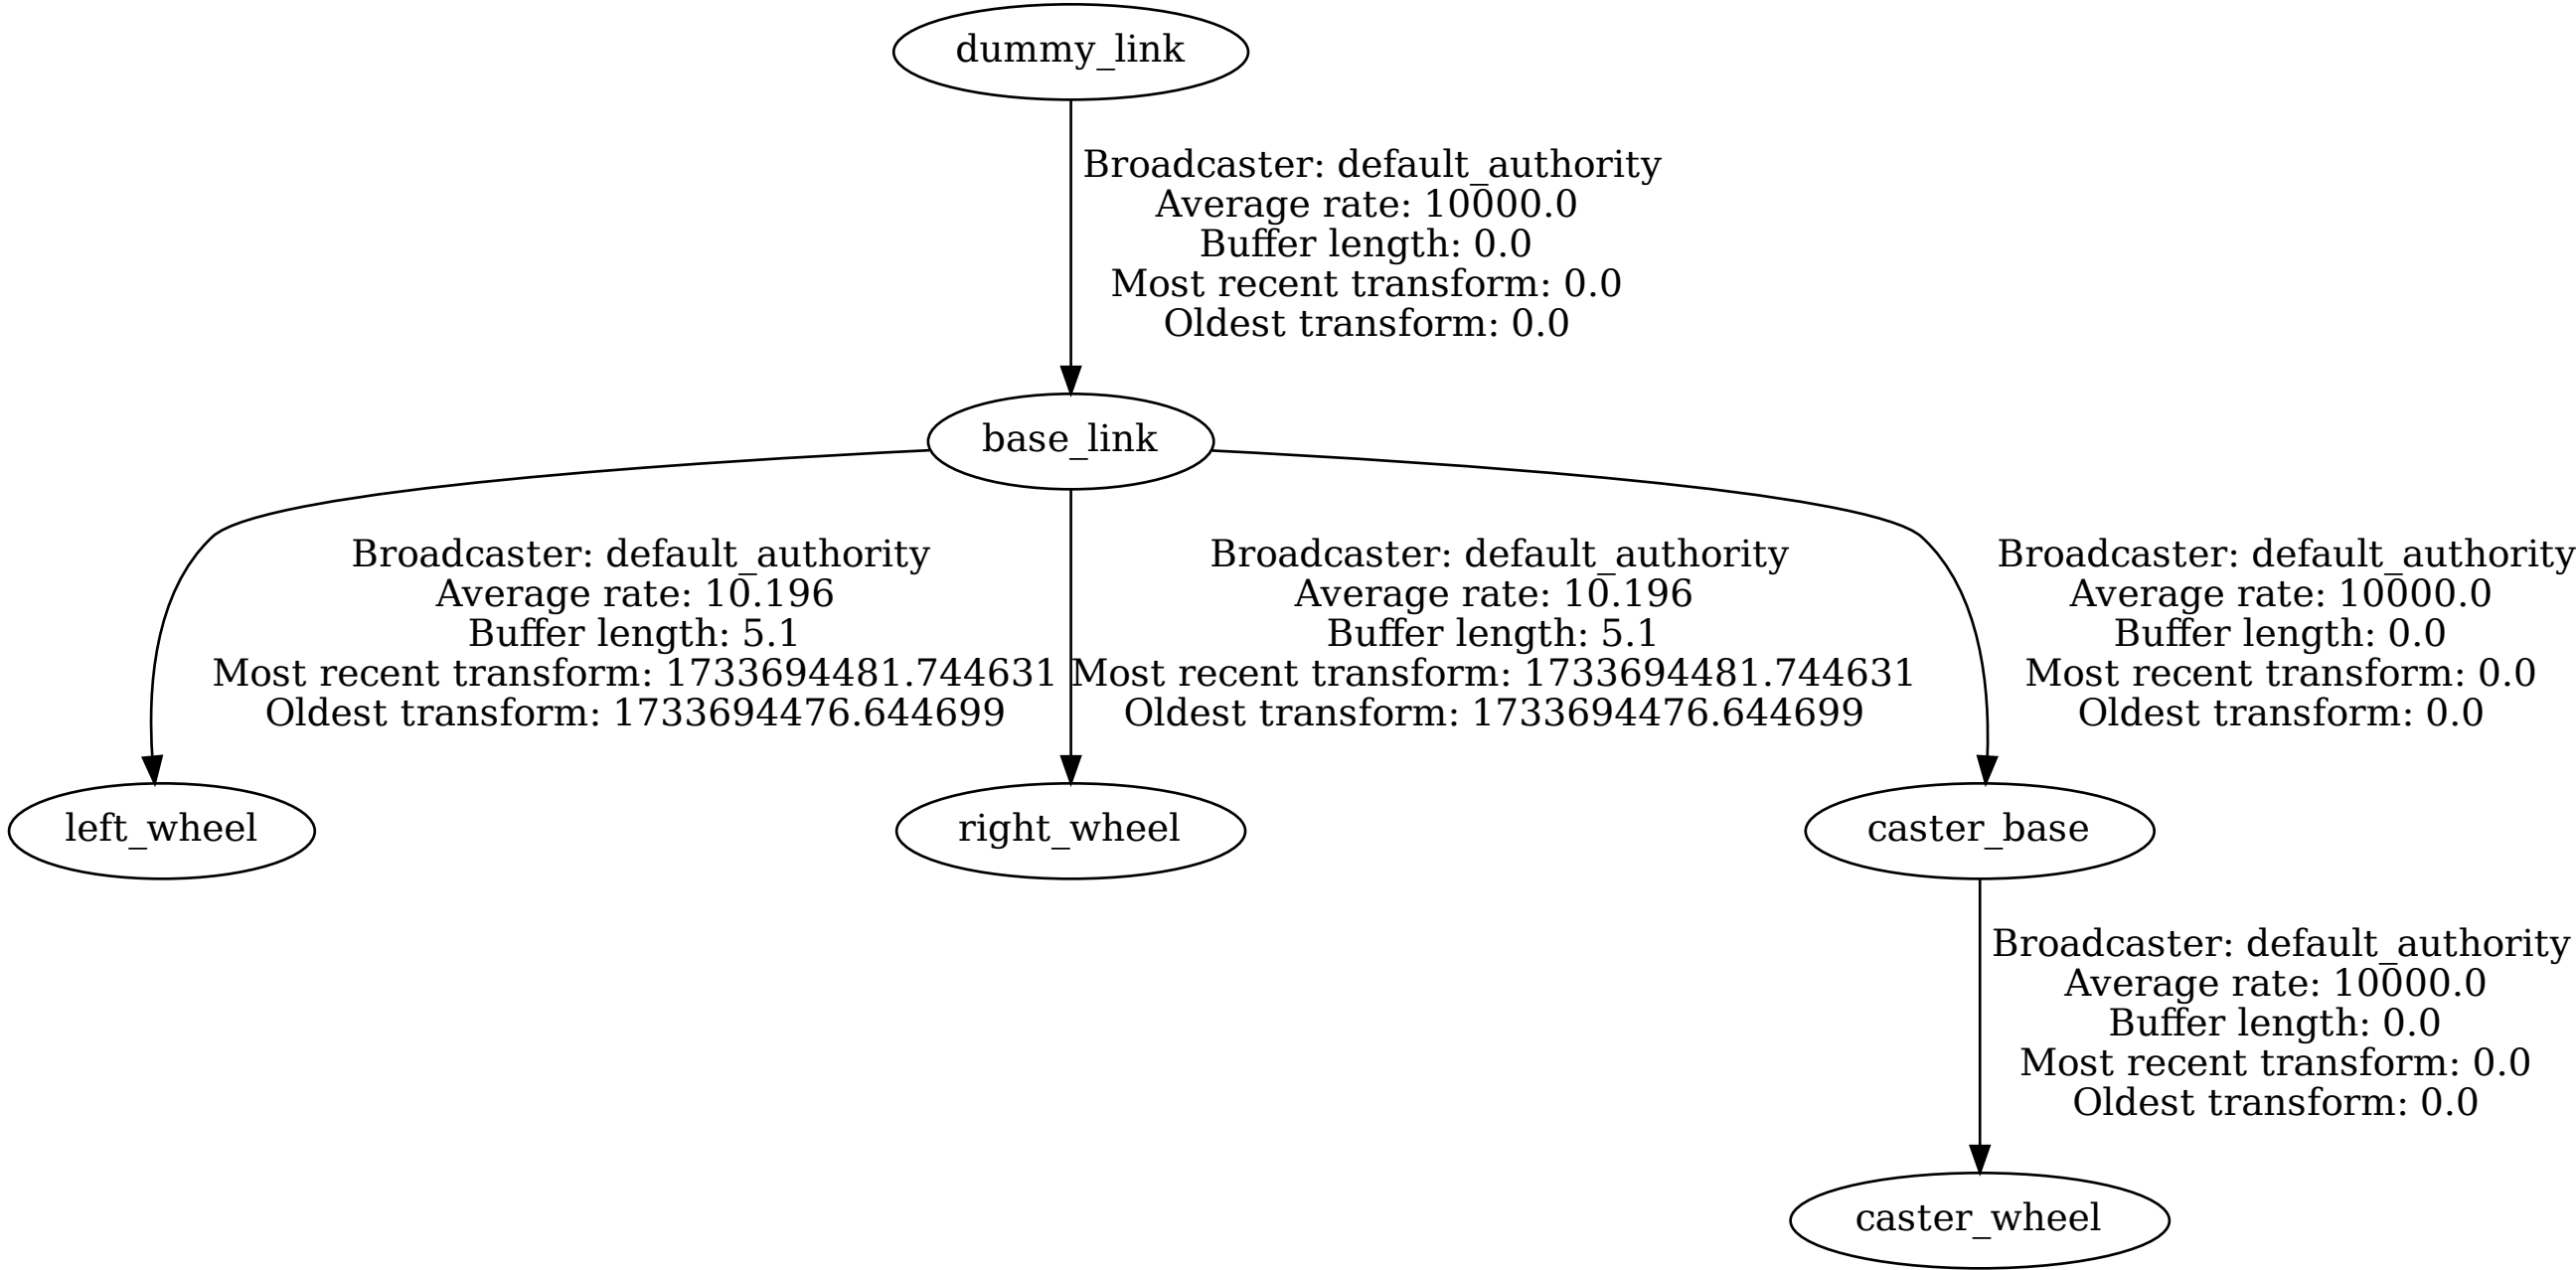 dummy_link
Broadcaster: default_authority
Average rate: 10000.0
Buffer length: 0.0
Most recent transform: 0.0
Oldest transform: 0.0
base_link
Broadcaster: default_authority
Average rate: 10.196
Buffer length: 5.1
Most recent transform: 1733694481.744631
Oldest transform: 1733694476.644699
Broadcaster: default_authority
Average rate: 10.196
Buffer length: 5.1
Most recent transform: 1733694481.744631
Oldest transform: 1733694476.644699
Broadcaster: default_authority
Average rate: 10000.0
Buffer length: 0.0
Most recent transform: 0.0
Oldest transform: 0.0
left_wheel
right_wheel
caster_base
Broadcaster: default_authority
Average rate: 10000.0
Buffer length: 0.0
Most recent transform: 0.0
Oldest transform: 0.0
caster_wheel